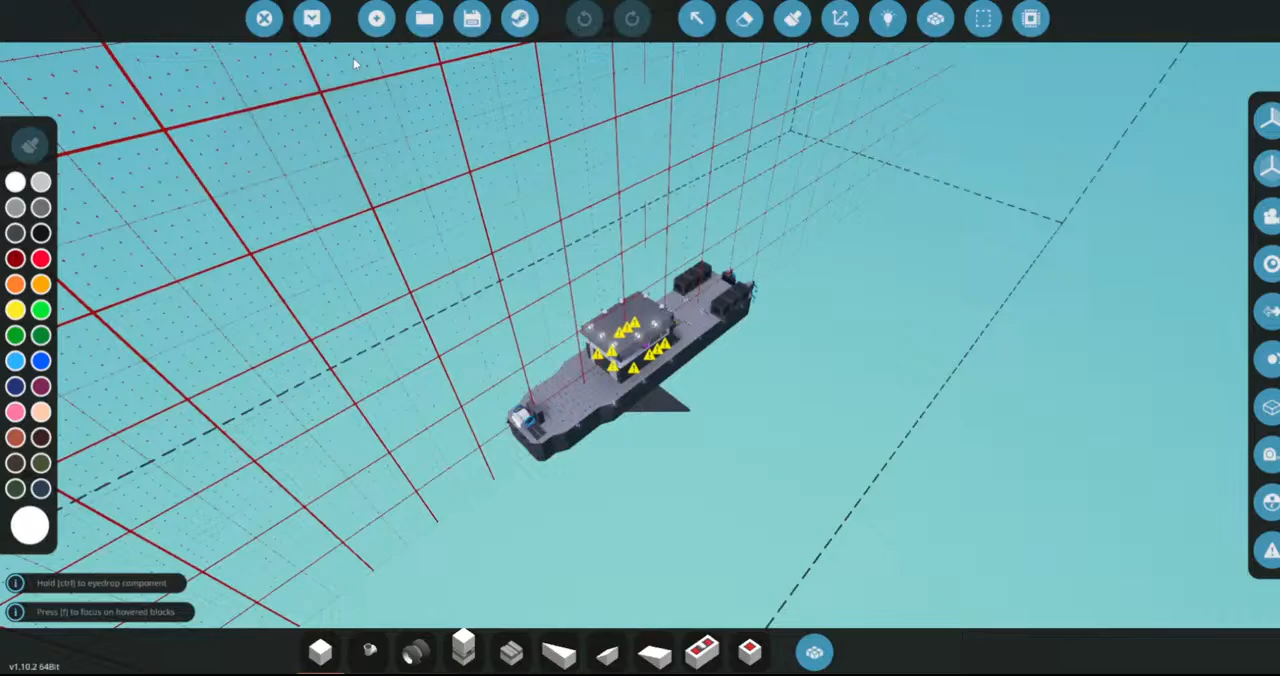 Hold [ctrl] to eyedrop component
Press [f] to focus on hovered blocks
v1.10.2 64Bit